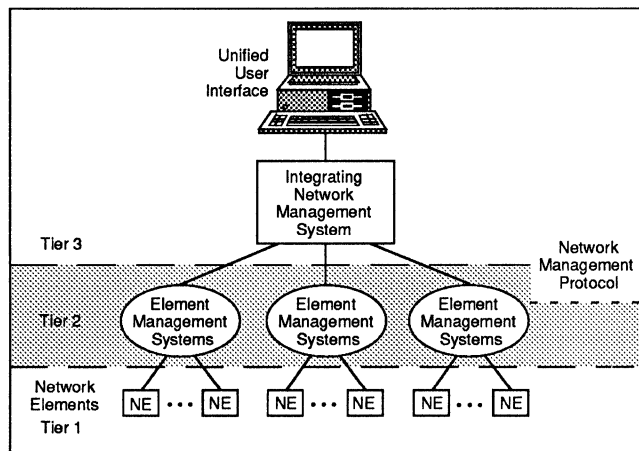 Unified
User
Interface
Integrating
Network
Management
System
Tier 3
Network
Management
Protocol
Tier 2
Element
Management
Systems
Element
Management
Systems
Element
Management
Systems
Network
Elements
NE ••• NE
NE ••• NE
NE ••• NE
Tier 1